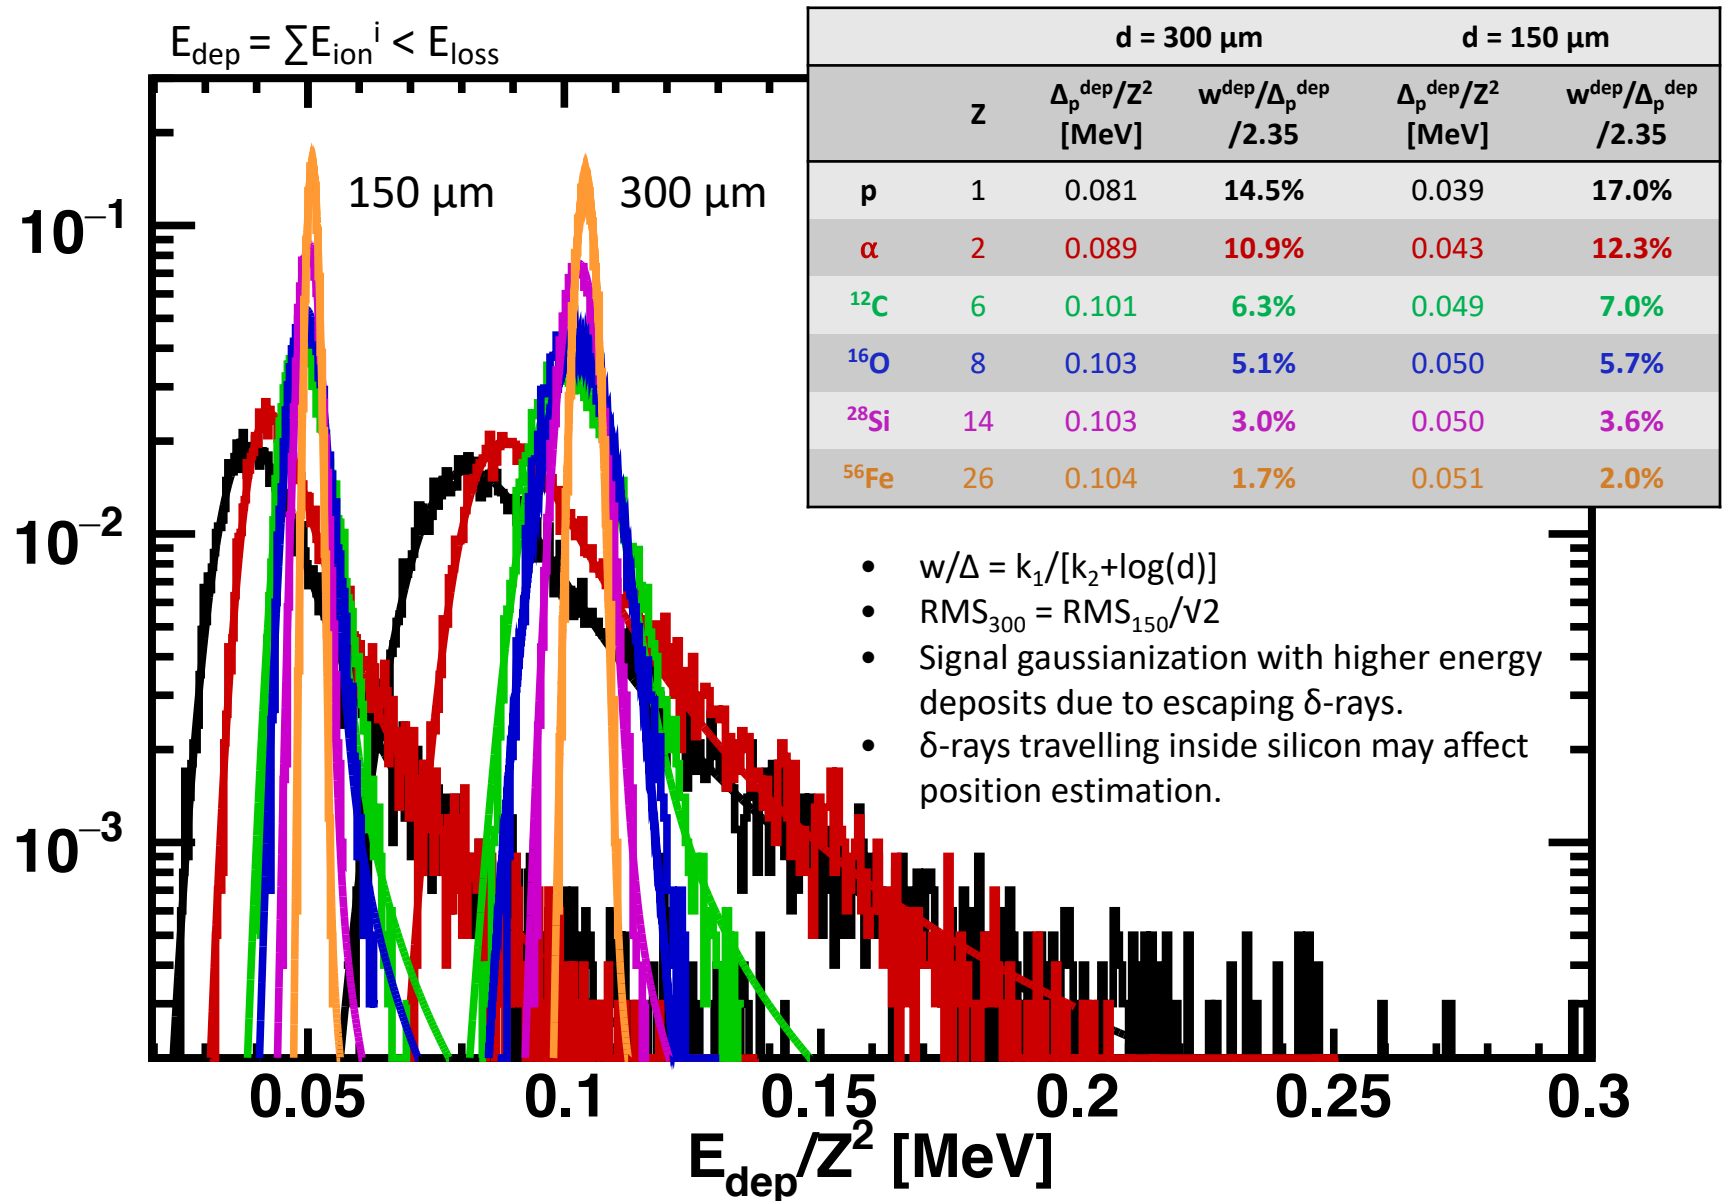 E_dep = ∑E_ion^i < E_loss
d = 300 μm d = 150 μm
Z Δ_p^dep/Z² [MeV] w^dep/Δ_p^dep /2.35 Δ_p^dep/Z² [MeV] w^dep/Δ_p^dep /2.35
p 1 0.081 14.5% 0.039 17.0%
α 2 0.089 10.9% 0.043 12.3%
¹²C 6 0.101 6.3% 0.049 7.0%
¹⁶O 8 0.103 5.1% 0.050 5.7%
²⁸Si 14 0.103 3.0% 0.050 3.6%
⁵⁶Fe 26 0.104 1.7% 0.051 2.0%
150 μm 300 μm
10⁻¹
10⁻²
10⁻³
• w/Δ = k₁/[k₂+log(d)]
• RMS₃₀₀ = RMS₁₅₀/√2
• Signal gaussianization with higher energy
deposits due to escaping δ-rays.
• δ-rays travelling inside silicon may affect
position estimation.
0.05 0.1 0.15 0.2 0.25 0.3
E_dep/Z² [MeV]